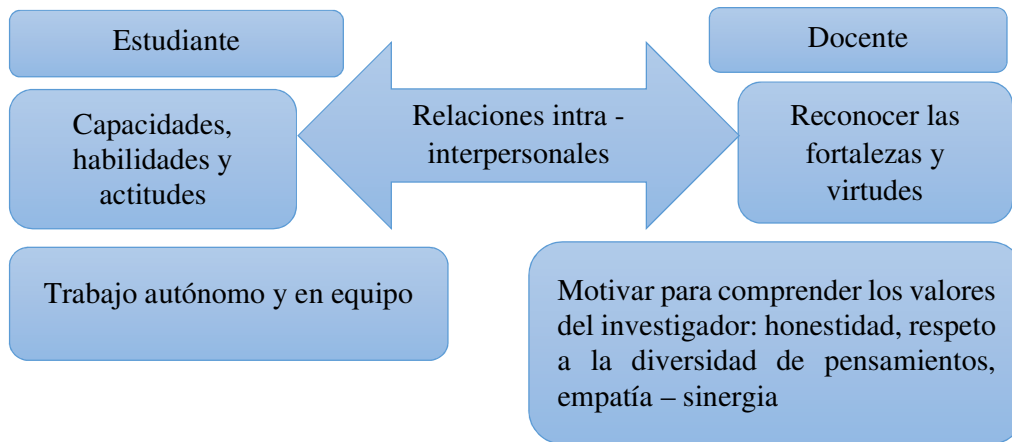 Estudiante
Capacidades,
habilidades y
actitudes
Relaciones intra -
interpersonales
Docente
Reconocer las
fortalezas y
virtudes
Trabajo autónomo y en equipo
Motivar para comprender los valores
del investigador: honestidad, respeto
a la diversidad de pensamientos,
empatía – sinergia